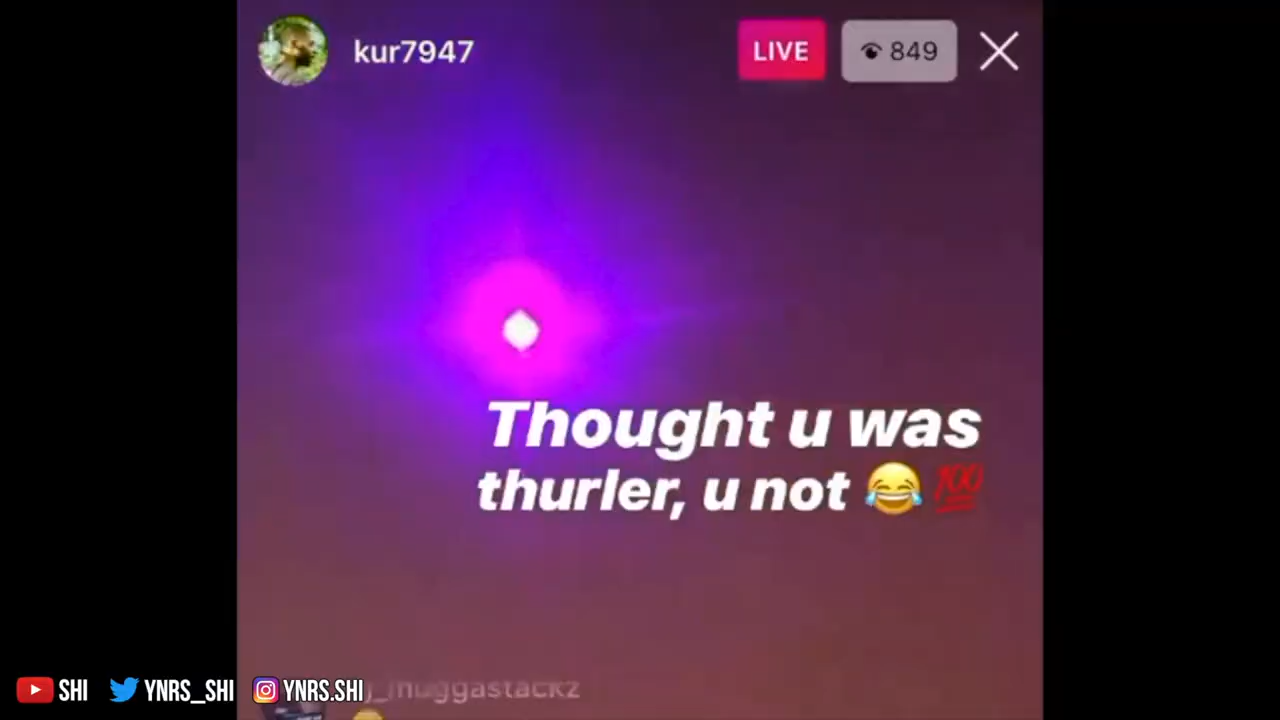 kur7947
LIVE
849
Thought u was
thurler, u not 😂 💯
SHI
YNRS_SHI
YNRS.SHI